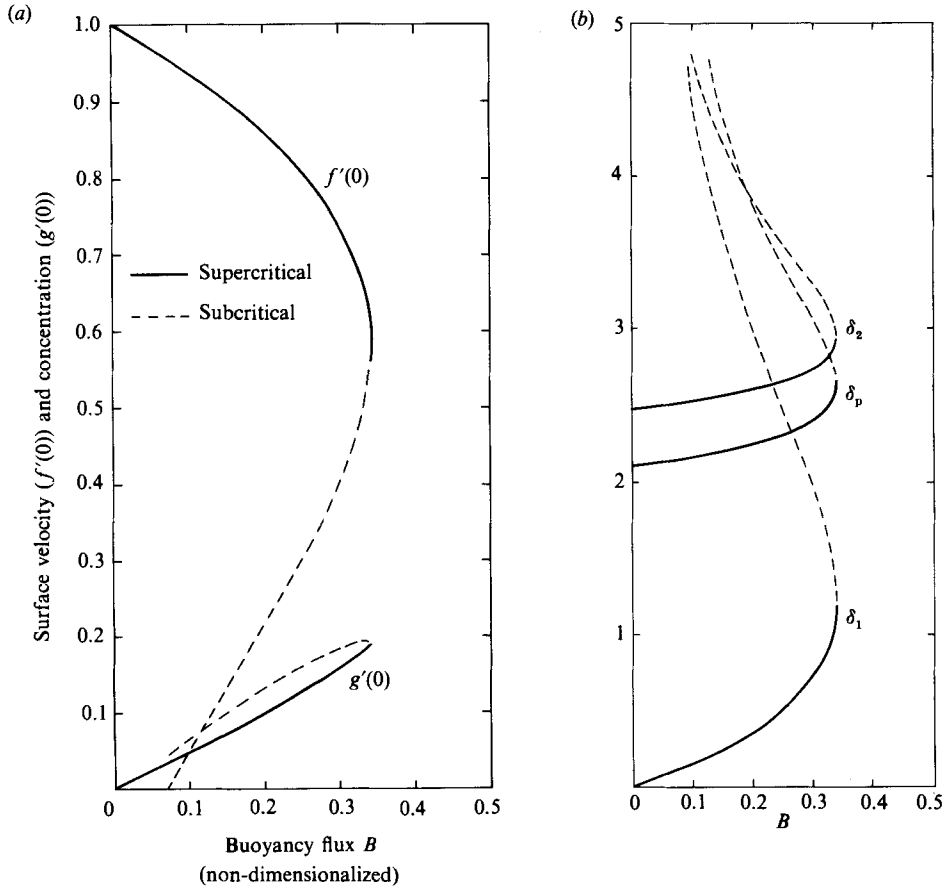 (a)
1.0
0.9
0.8
0.7
0.6
0.5
0.4
0.3
0.2
0.1
0
0.1
0.2
0.3
0.4
0.5
Surface velocity (f′(0)) and concentration (g′(0))
f′(0)
Supercritical
Subcritical
g′(0)
Buoyancy flux B
(non-dimensionalized)
(b)
5
4
3
2
1
0
0.1
0.2
0.3
0.4
0.5
δ₂
δₚ
δ₁
B